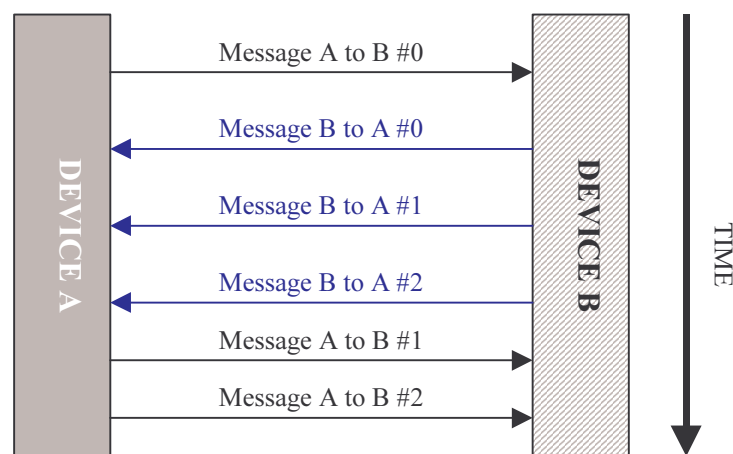 Message A to B #0
Message B to A #0
Message B to A #1
Message B to A #2
Message A to B #1
Message A to B #2
DEVICE A
DEVICE B
TIME